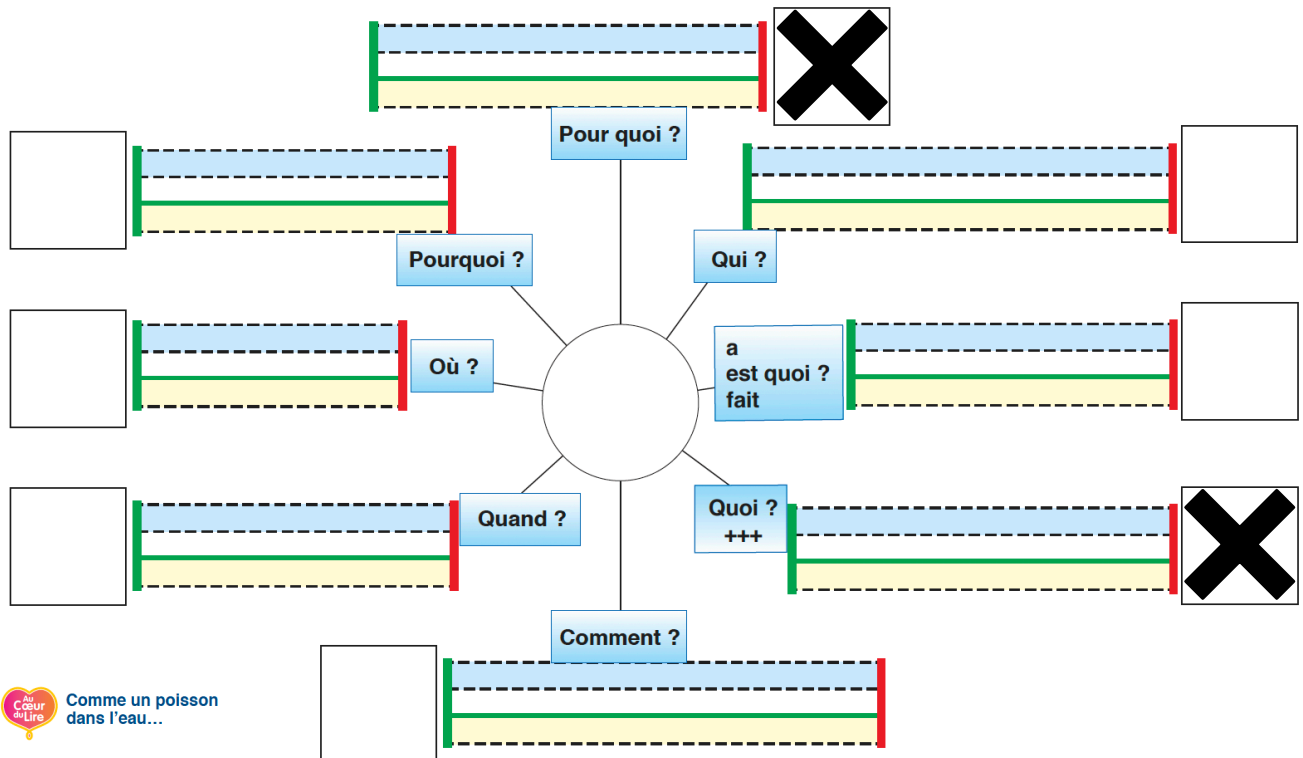 Pour quoi ?
Pourquoi ?
Qui ?
Où ?
a
est quoi ?
fait
Quand ?
Quoi ?
+++
Comment ?
Au
Cœur
du Lire
Comme un poisson
dans l'eau…